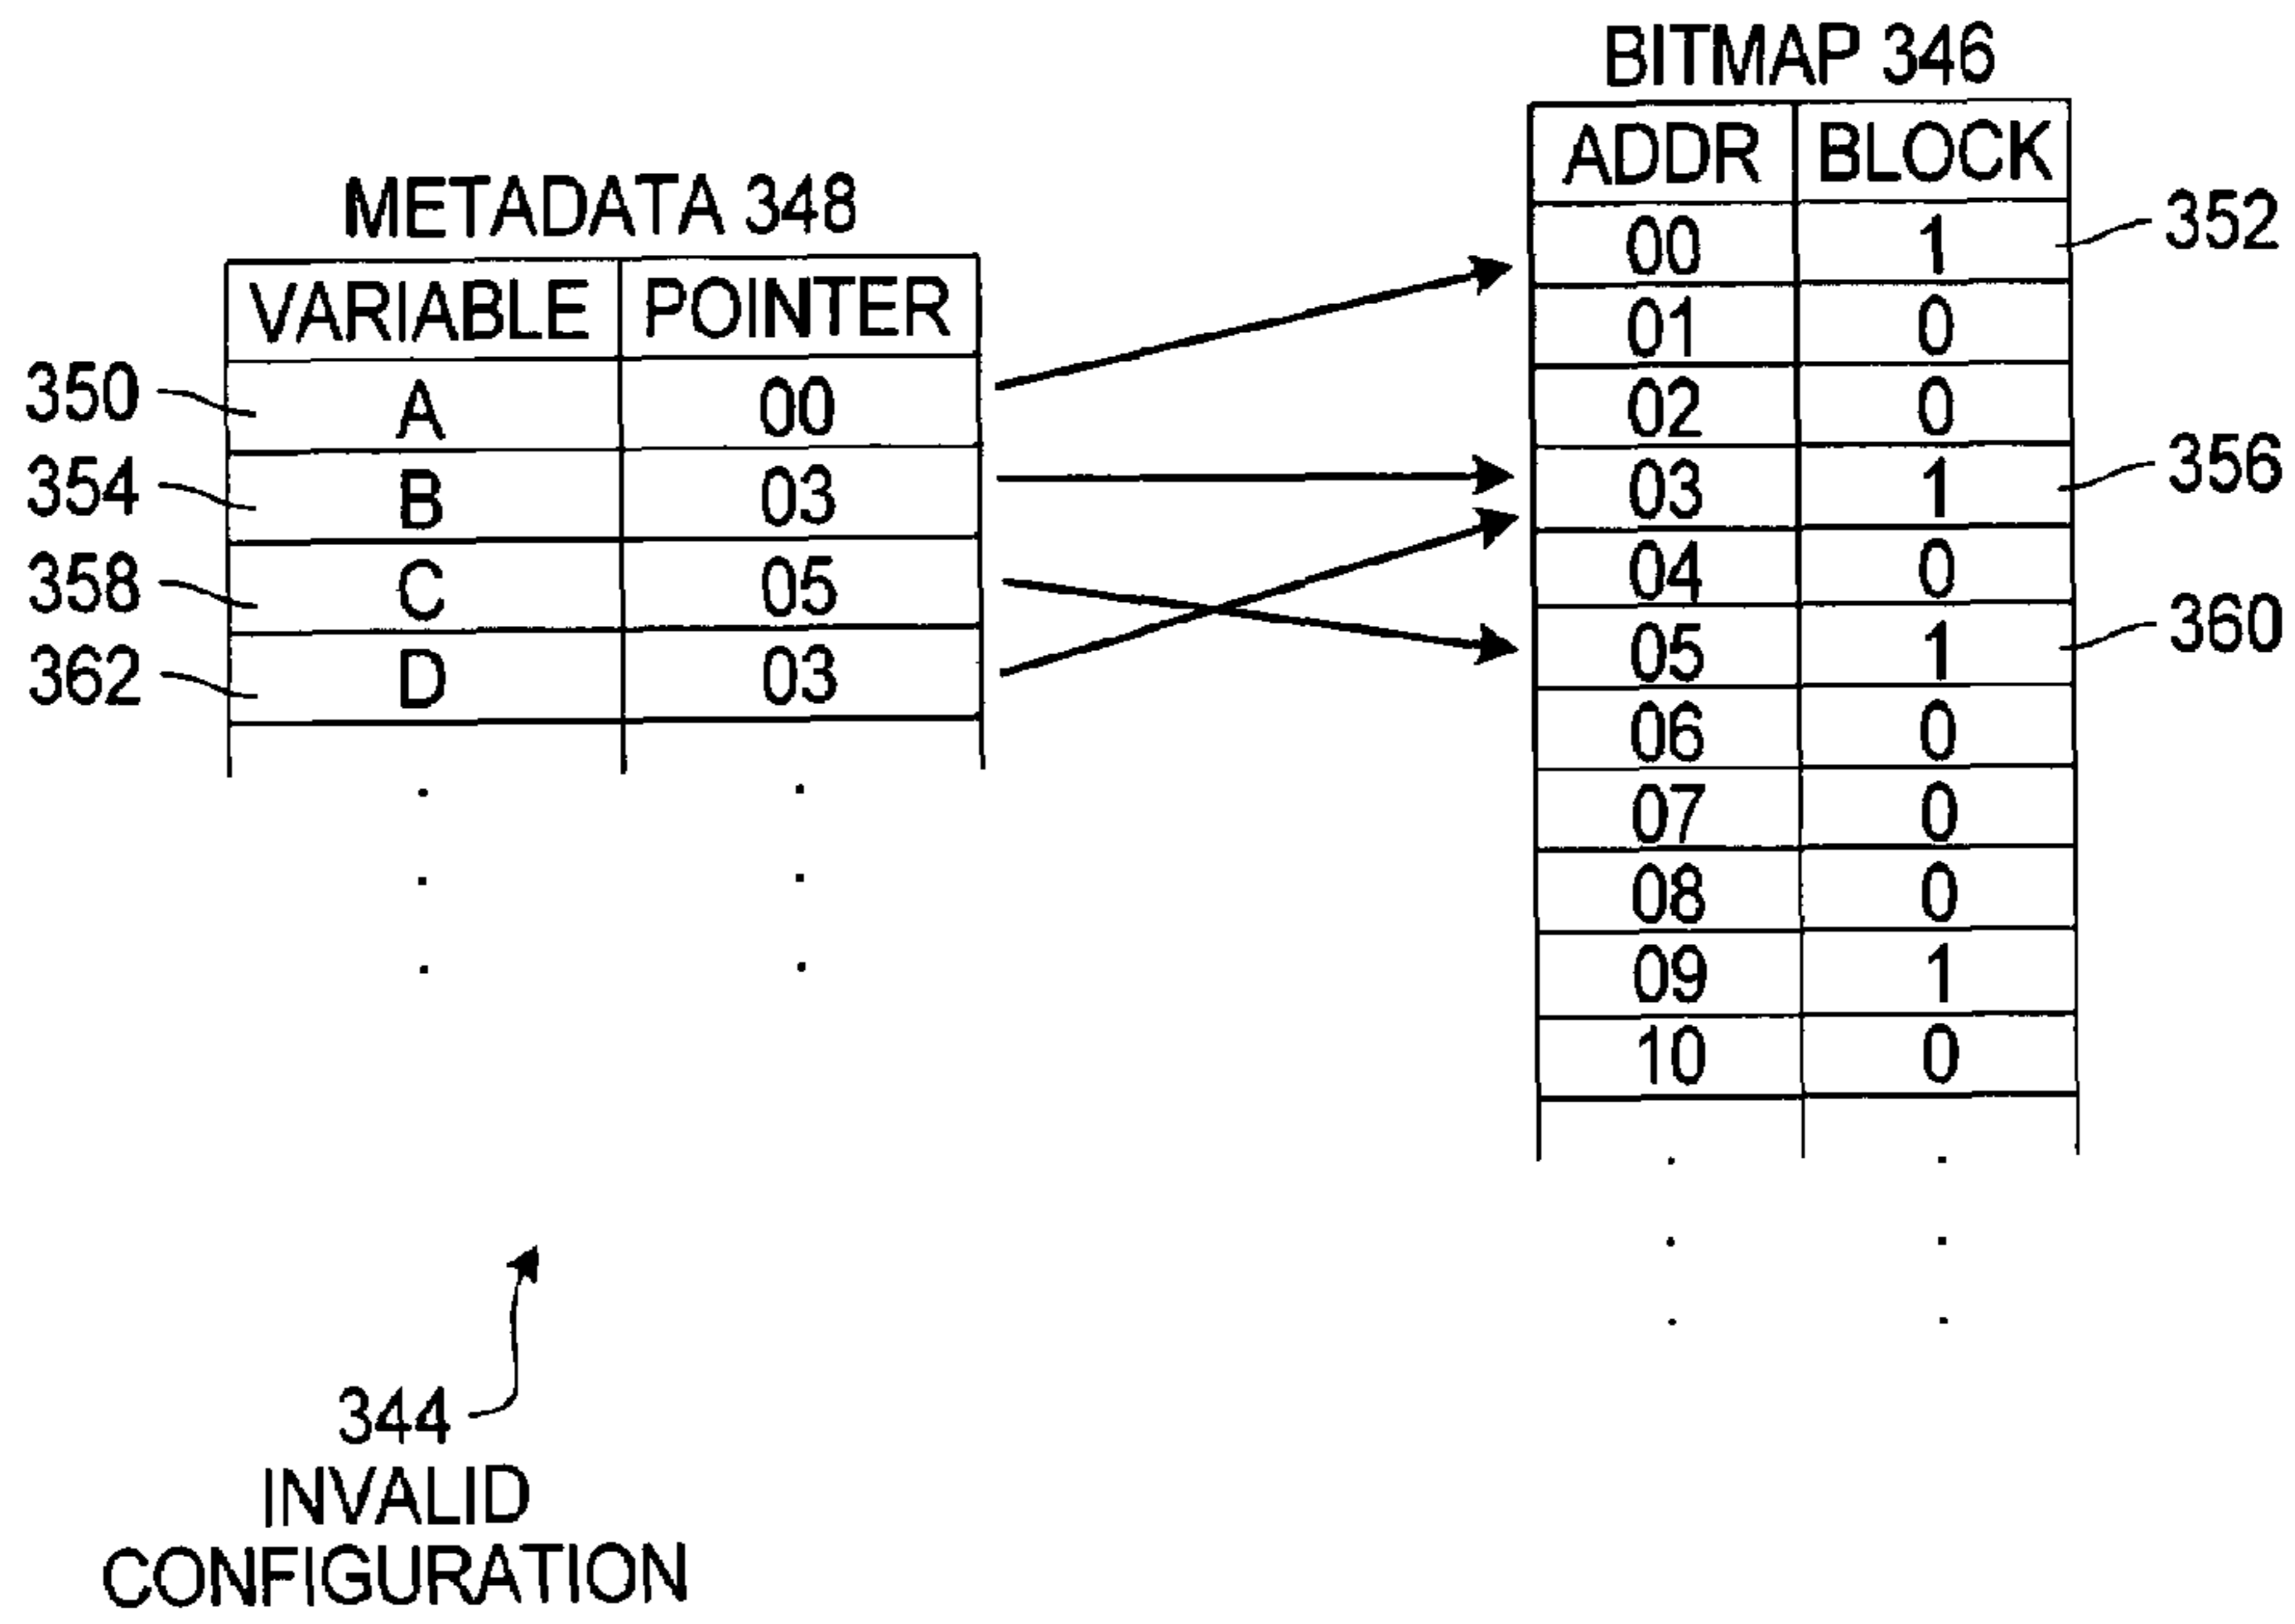 BITMAP 346
ADDR BLOCK
00 1 352
01 0
02 0
03 1 356
04 0
05 1 360
06 0
07 0
08 0
09 1
10 0
METADATA 348
VARIABLE POINTER
350 A 00
354 B 03
358 C 05
362 D 03
344
INVALID
CONFIGURATION